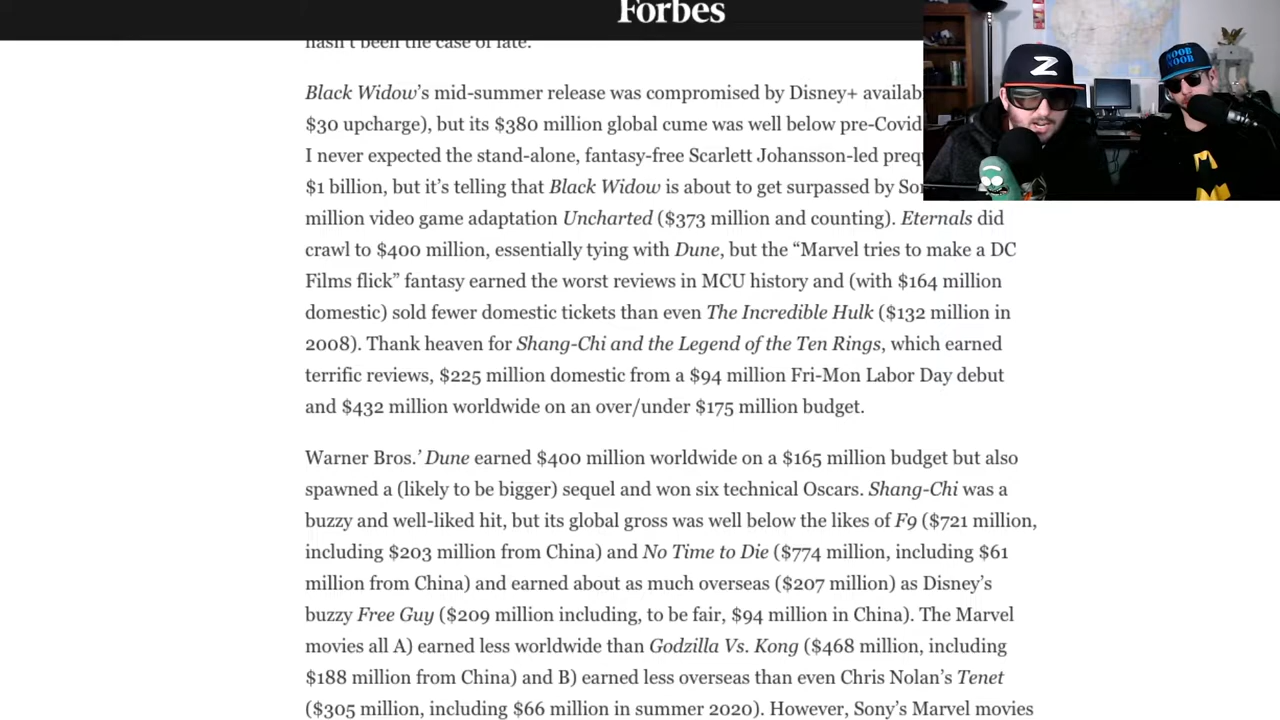 Forbes
hasn't been the case of late.
Black Widow's mid-summer release was compromised by Disney+ availab
$30 upcharge), but its $380 million global cume was well below pre-Covid
I never expected the stand-alone, fantasy-free Scarlett Johansson-led preq
$1 billion, but it's telling that Black Widow is about to get surpassed by So
million video game adaptation Uncharted ($373 million and counting). Eternals did
crawl to $400 million, essentially tying with Dune, but the “Marvel tries to make a DC
Films flick” fantasy earned the worst reviews in MCU history and (with $164 million
domestic) sold fewer domestic tickets than even The Incredible Hulk ($132 million in
2008). Thank heaven for Shang-Chi and the Legend of the Ten Rings, which earned
terrific reviews, $225 million domestic from a $94 million Fri-Mon Labor Day debut
and $432 million worldwide on an over/under $175 million budget.
Warner Bros.' Dune earned $400 million worldwide on a $165 million budget but also
spawned a (likely to be bigger) sequel and won six technical Oscars. Shang-Chi was a
buzzy and well-liked hit, but its global gross was well below the likes of F9 ($721 million,
including $203 million from China) and No Time to Die ($774 million, including $61
million from China) and earned about as much overseas ($207 million) as Disney's
buzzy Free Guy ($209 million including, to be fair, $94 million in China). The Marvel
movies all A) earned less worldwide than Godzilla Vs. Kong ($468 million, including
$188 million from China) and B) earned less overseas than even Chris Nolan's Tenet
($305 million, including $66 million in summer 2020). However, Sony's Marvel movies
Z
NOOB
NOOB